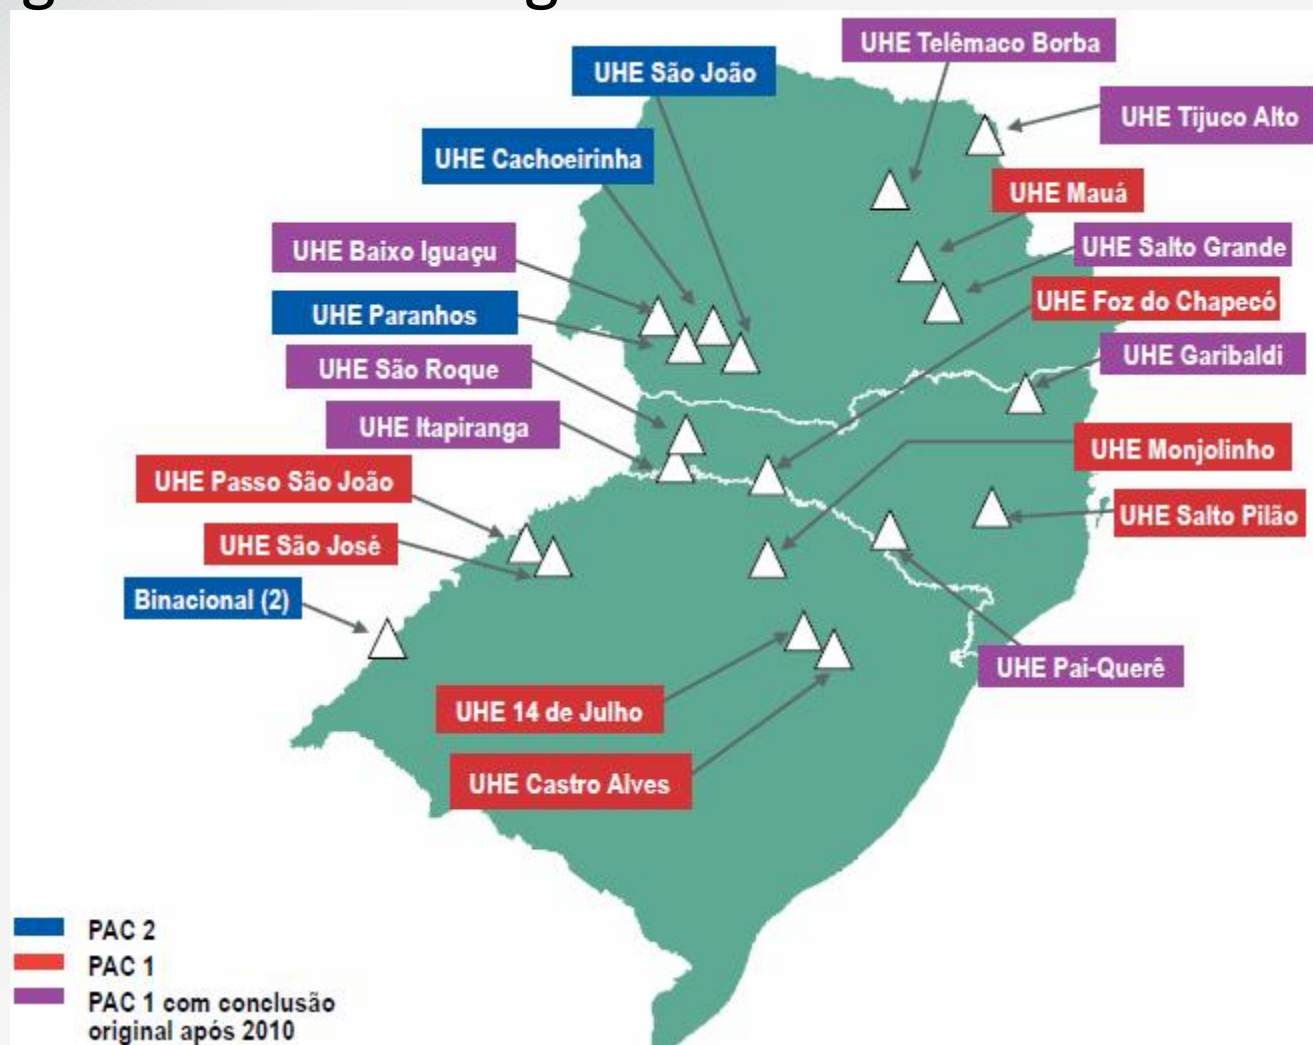 UHE Telêmaco Borba
UHE São João
UHE Tijuco Alto
UHE Cachoeirinha
UHE Mauá
UHE Baixo Iguaçu
UHE Salto Grande
UHE Paranhos
UHE Foz do Chapecó
UHE São Roque
UHE Garibaldi
UHE Itapiranga
UHE Monjolinho
UHE Passo São João
UHE Salto Pilão
UHE São José
Binacional (2)
UHE Pai-Querê
UHE 14 de Julho
UHE Castro Alves
PAC 2
PAC 1
PAC 1 com conclusão
original após 2010